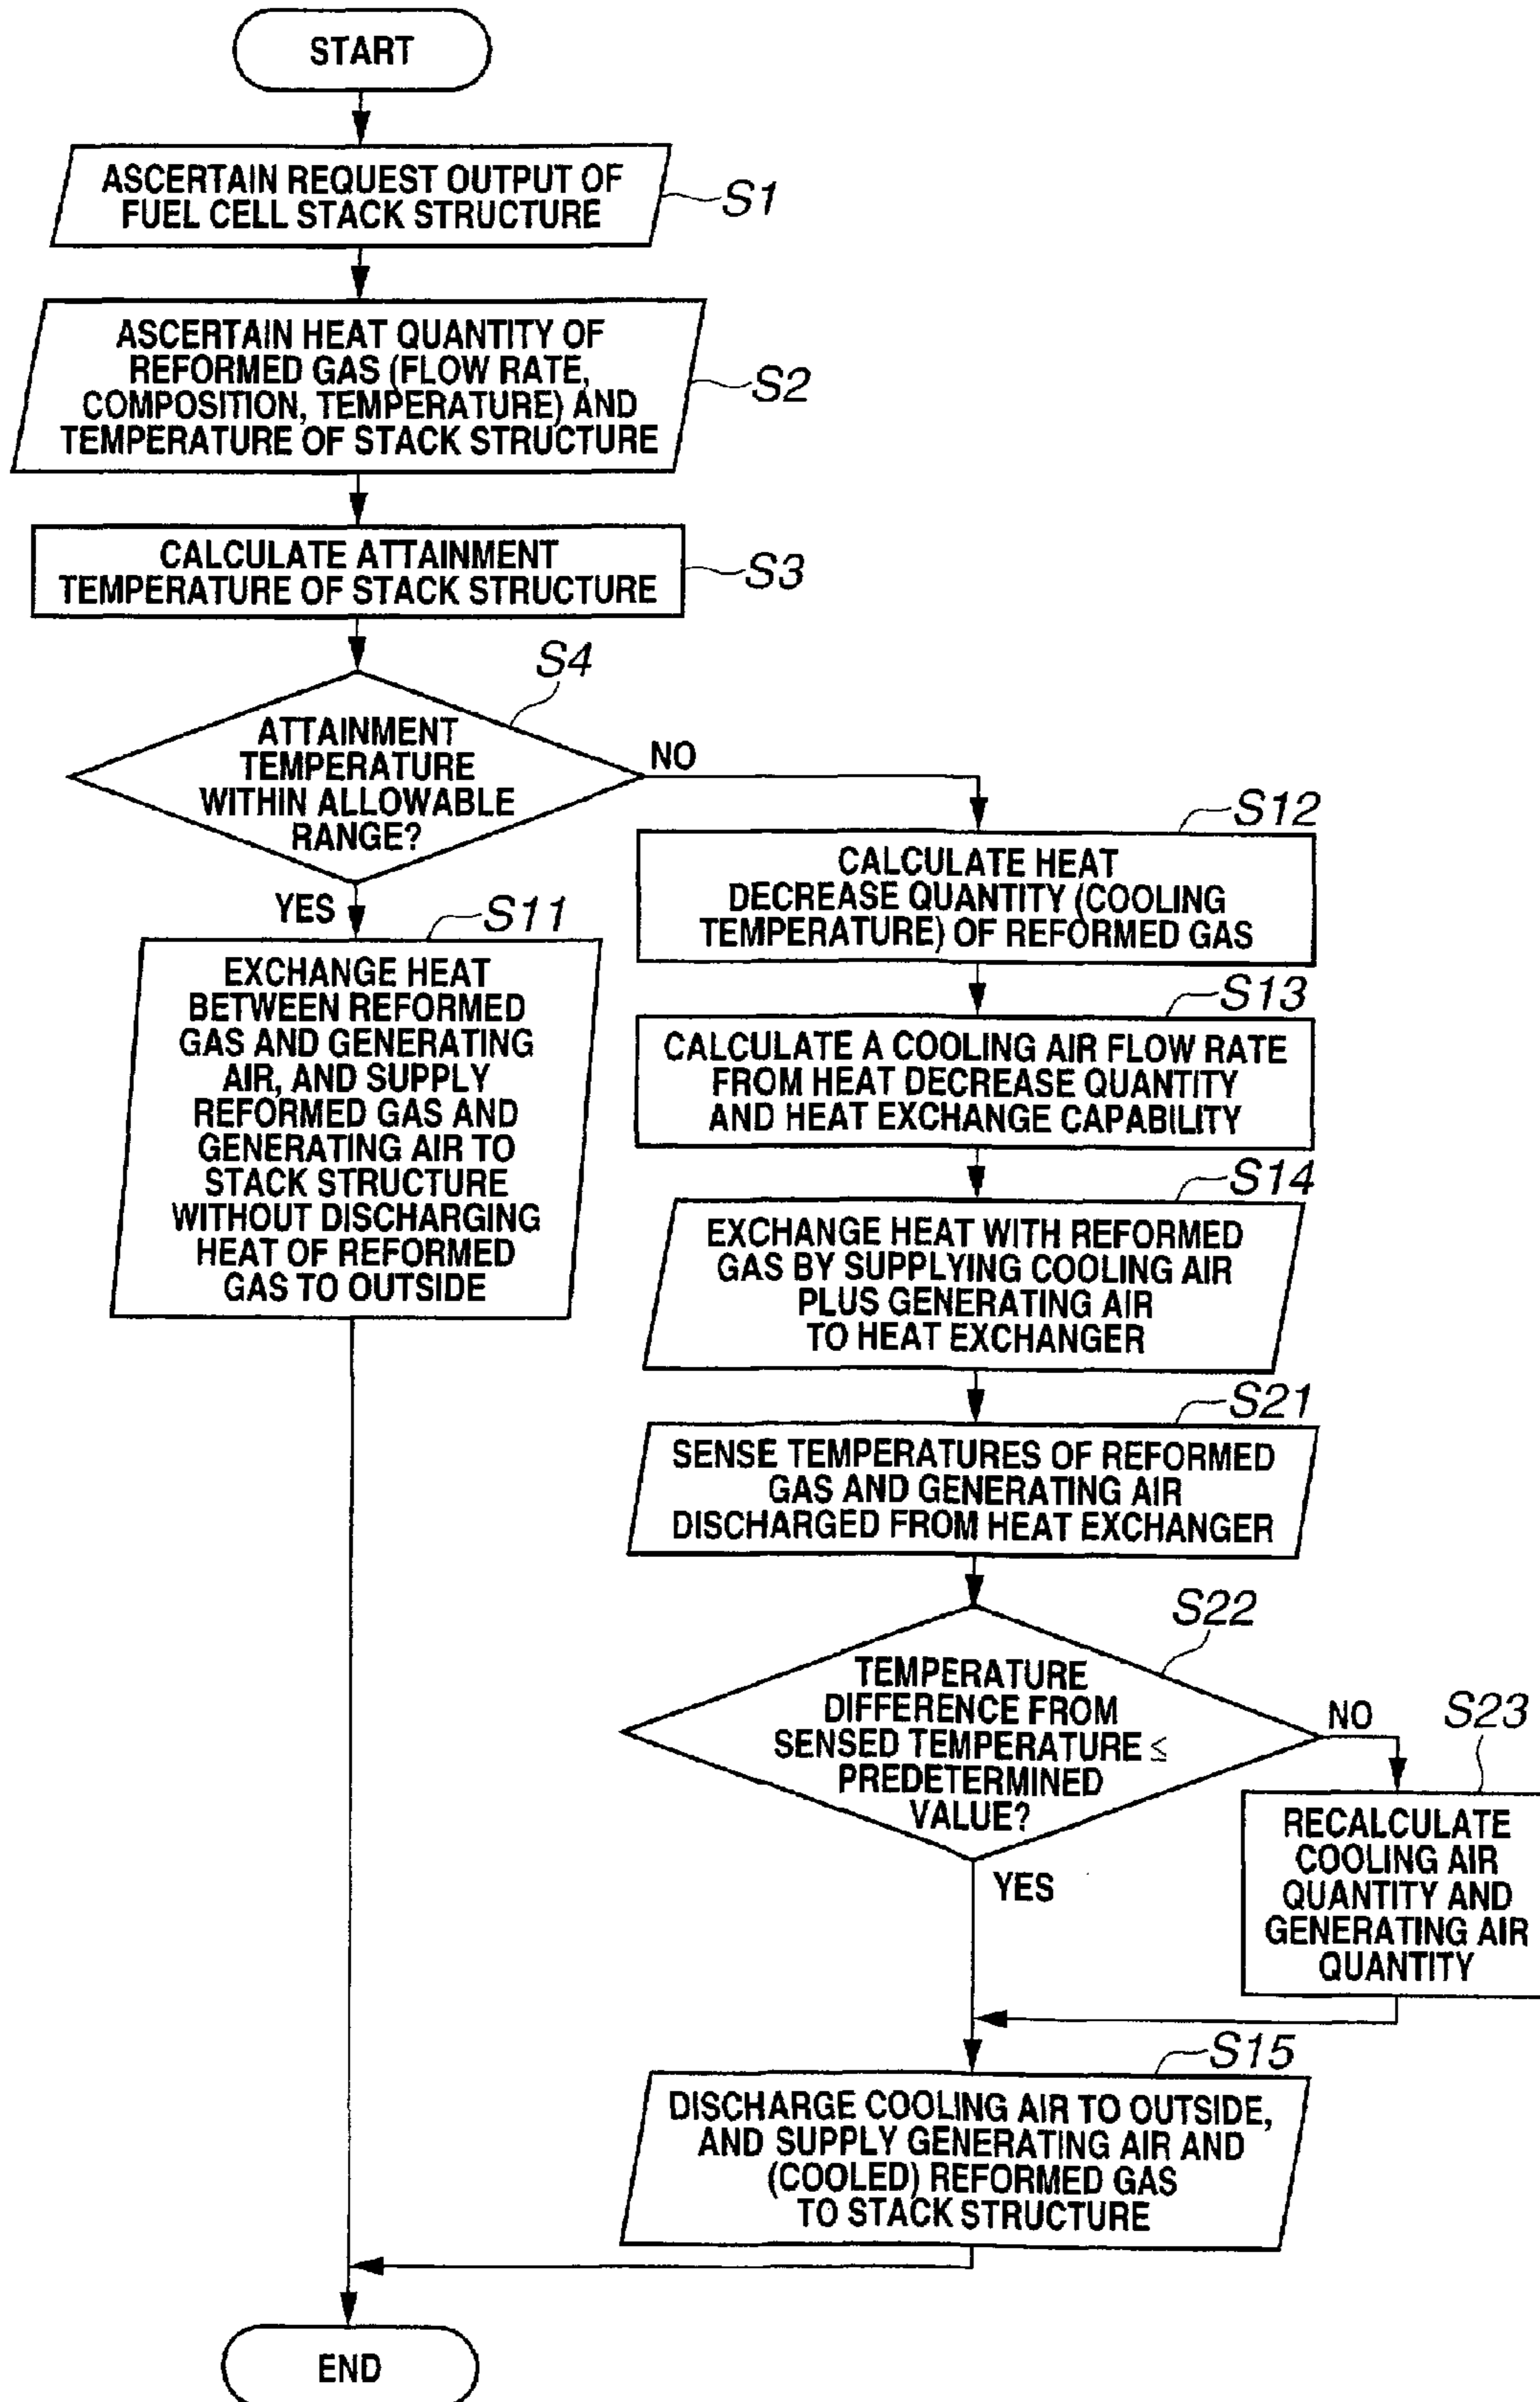 START
ASCERTAIN REQUEST OUTPUT OF
FUEL CELL STACK STRUCTURE
S1
ASCERTAIN HEAT QUANTITY OF
REFORMED GAS (FLOW RATE,
COMPOSITION, TEMPERATURE) AND
TEMPERATURE OF STACK STRUCTURE
S2
CALCULATE ATTAINMENT
TEMPERATURE OF STACK STRUCTURE
S3
S4
ATTAINMENT
TEMPERATURE
WITHIN ALLOWABLE
RANGE?
NO
YES
S11
EXCHANGE HEAT
BETWEEN REFORMED
GAS AND GENERATING
AIR, AND SUPPLY
REFORMED GAS AND
GENERATING AIR TO
STACK STRUCTURE
WITHOUT DISCHARGING
HEAT OF REFORMED
GAS TO OUTSIDE
S12
CALCULATE HEAT
DECREASE QUANTITY (COOLING
TEMPERATURE) OF REFORMED GAS
S13
CALCULATE A COOLING AIR FLOW RATE
FROM HEAT DECREASE QUANTITY
AND HEAT EXCHANGE CAPABILITY
S14
EXCHANGE HEAT WITH REFORMED
GAS BY SUPPLYING COOLING AIR
PLUS GENERATING AIR
TO HEAT EXCHANGER
S21
SENSE TEMPERATURES OF REFORMED
GAS AND GENERATING AIR
DISCHARGED FROM HEAT EXCHANGER
S22
TEMPERATURE
DIFFERENCE FROM
SENSED TEMPERATURE ≤
PREDETERMINED
VALUE?
NO
YES
S23
RECALCULATE
COOLING AIR
QUANTITY AND
GENERATING AIR
QUANTITY
S15
DISCHARGE COOLING AIR TO OUTSIDE,
AND SUPPLY GENERATING AIR AND
(COOLED) REFORMED GAS
TO STACK STRUCTURE
END